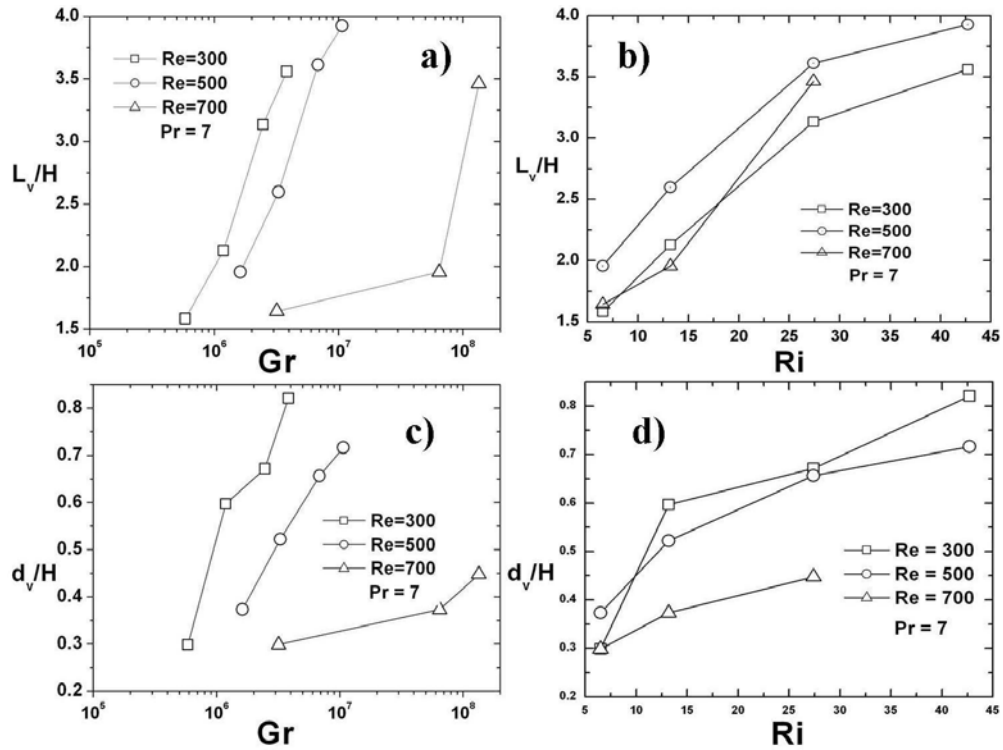 4.0
3.5
3.0
2.5
2.0
1.5
L_v/H
Re=300
Re=500
Re=700
Pr = 7
a)
10^5
10^6
10^7
10^8
Gr
4.0
3.5
3.0
2.5
2.0
1.5
L_v/H
b)
Re=300
Re=500
Re=700
Pr = 7
5 10 15 20 25 30 35 40 45
Ri
0.8
0.7
0.6
0.5
0.4
0.3
0.2
d_v/H
c)
Re=300
Re=500
Re=700
Pr = 7
10^5
10^6
10^7
10^8
Gr
0.8
0.7
0.6
0.5
0.4
0.3
0.2
d_v/H
d)
Re = 300
Re = 500
Re = 700
Pr = 7
5 10 15 20 25 30 35 40 45
Ri